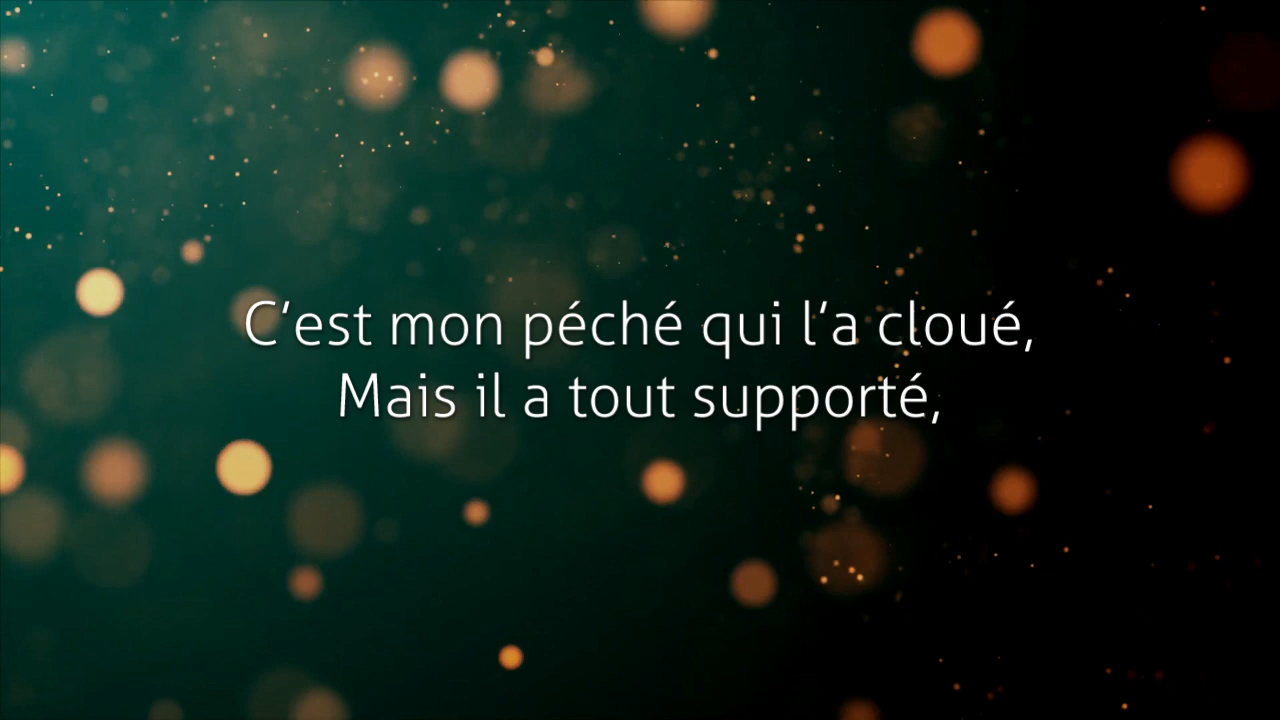 C’est mon péché qui l’a cloué,
Mais il a tout supporté,